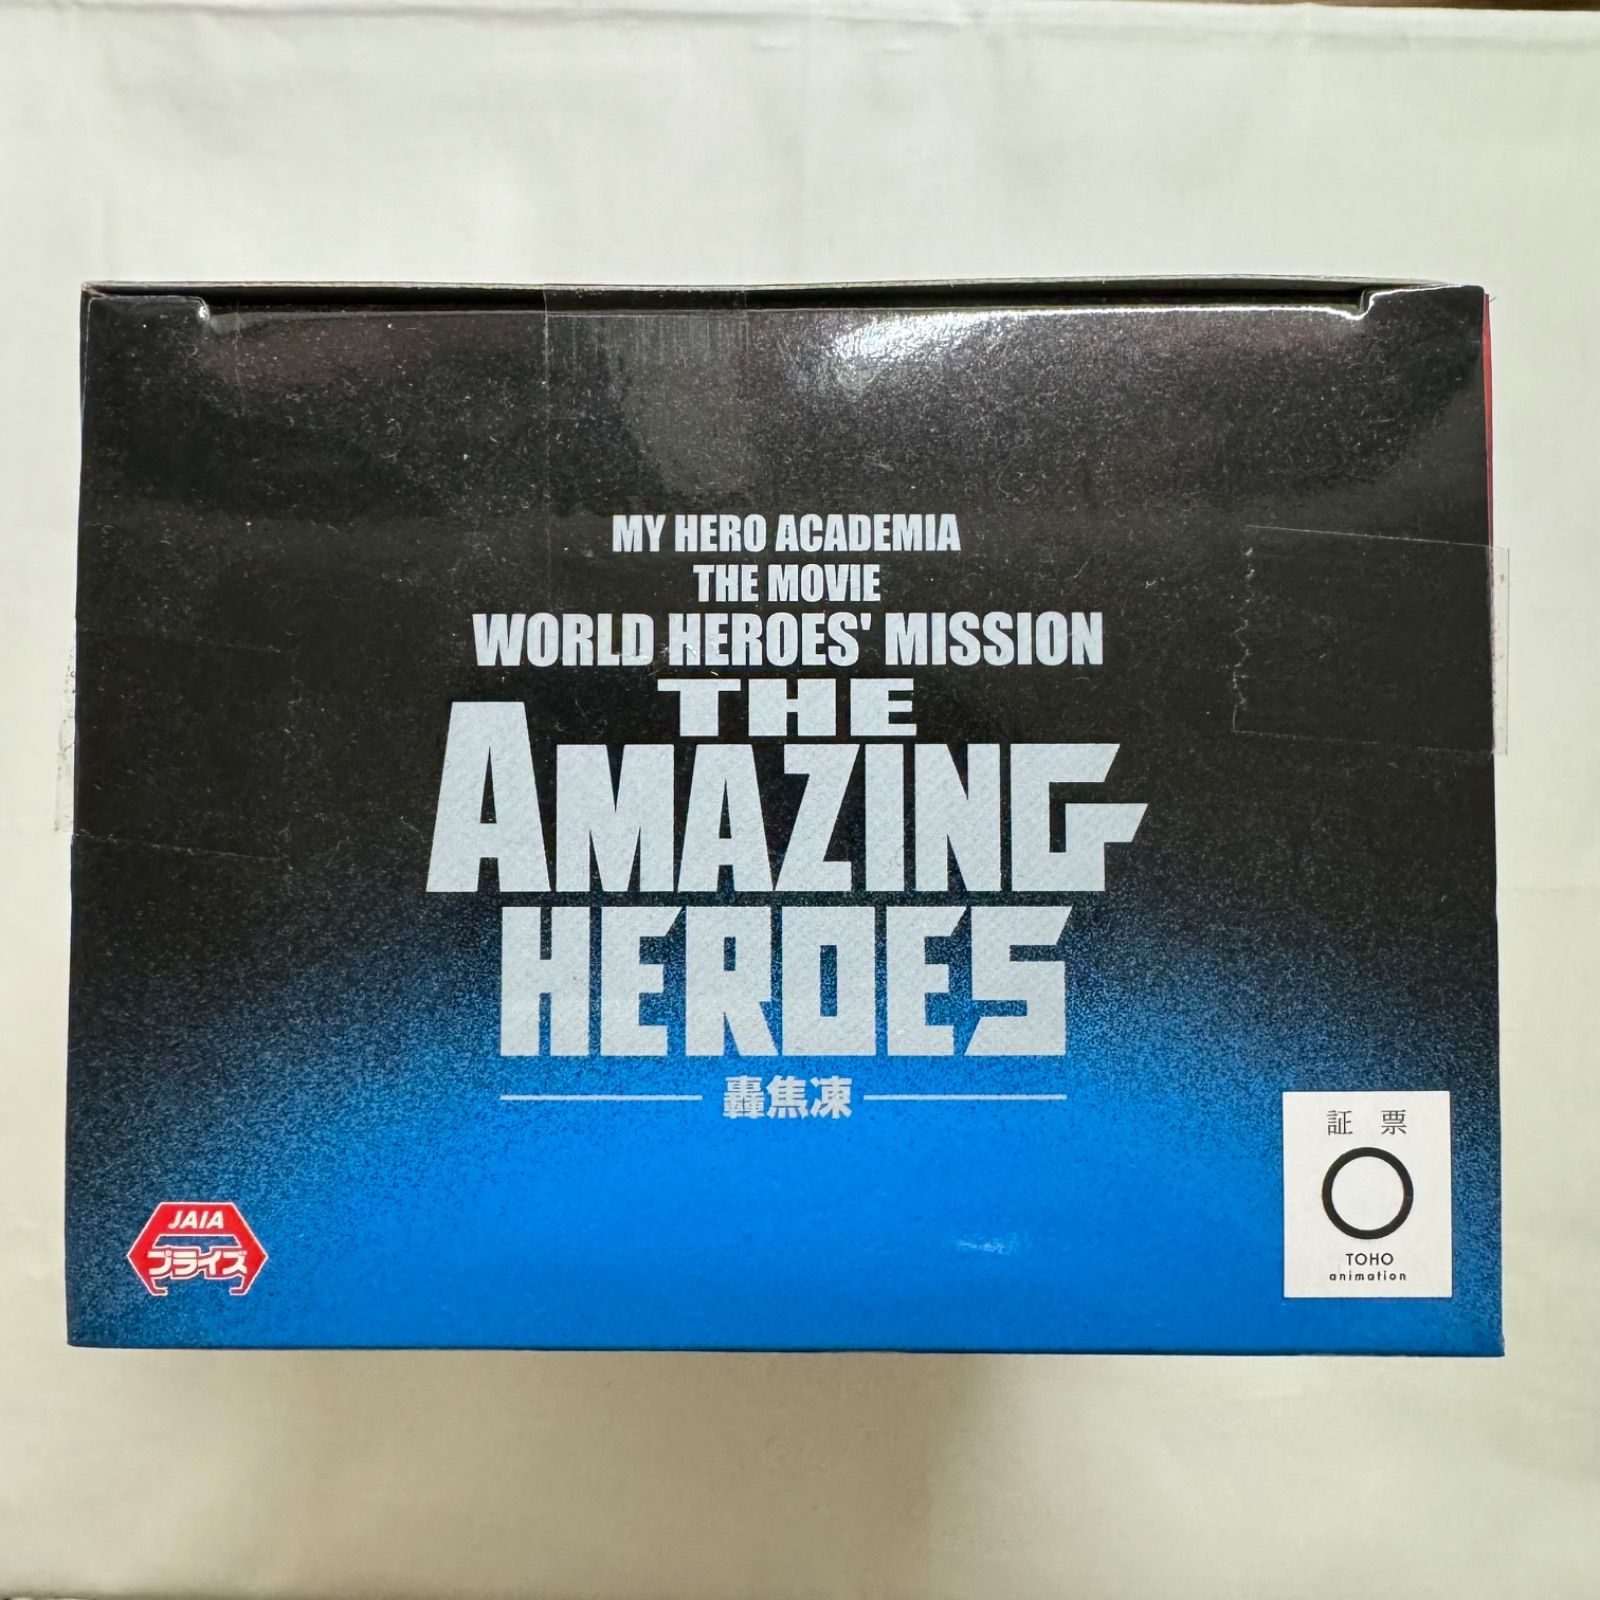 MY HERO ACADEMIA
THE MOVIE
WORLD HEROES' MISSION
THE
AMAZING
HEROES
轟焦凍
JAIA
プライズ
証票
TOHO
animation